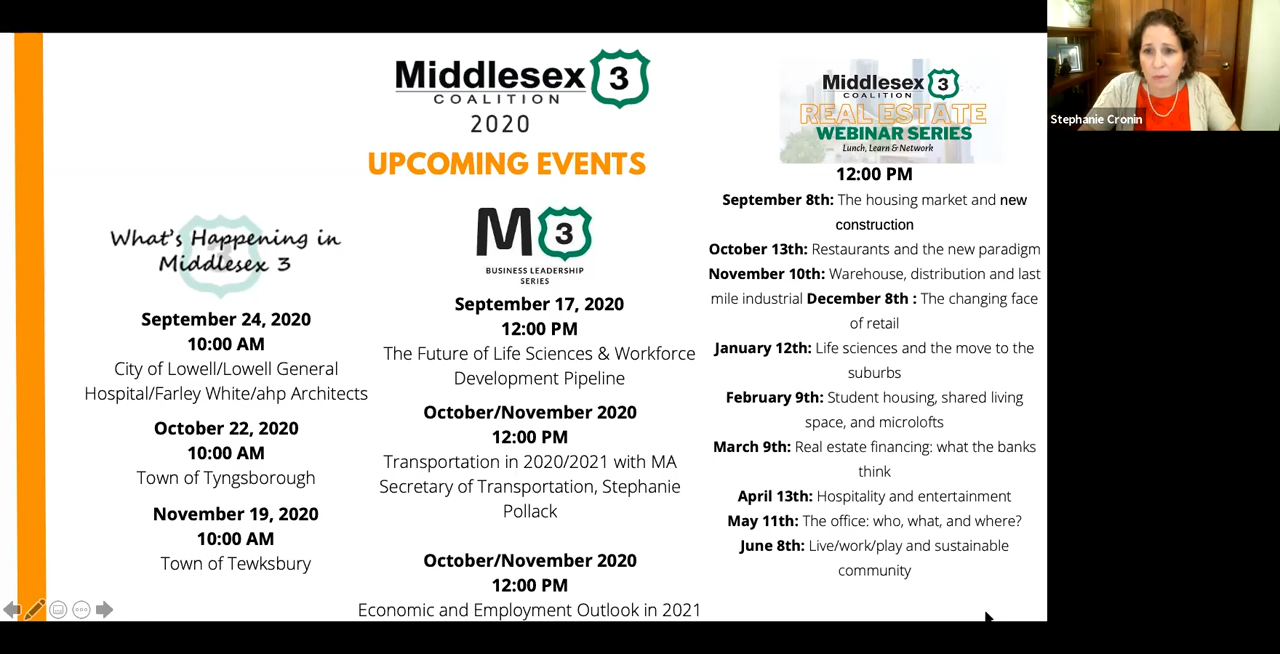 Middlesex 3
COALITION
2020
UPCOMING EVENTS
What's Happening in
Middlesex 3
September 24, 2020
10:00 AM
City of Lowell/Lowell General
Hospital/Farley White/ahp Architects
October 22, 2020
10:00 AM
Town of Tyngsborough
November 19, 2020
10:00 AM
Town of Tewksbury
M 3
BUSINESS LEADERSHIP
SERIES
September 17, 2020
12:00 PM
The Future of Life Sciences & Workforce
Development Pipeline
October/November 2020
12:00 PM
Transportation in 2020/2021 with MA
Secretary of Transportation, Stephanie
Pollack
October/November 2020
12:00 PM
Economic and Employment Outlook in 2021
Middlesex 3
COALITION
REAL ESTATE
WEBINAR SERIES
Lunch, Learn & Network
12:00 PM
September 8th: The housing market and new
construction
October 13th: Restaurants and the new paradigm
November 10th: Warehouse, distribution and last
mile industrial December 8th : The changing face
of retail
January 12th: Life sciences and the move to the
suburbs
February 9th: Student housing, shared living
space, and microlofts
March 9th: Real estate financing: what the banks
think
April 13th: Hospitality and entertainment
May 11th: The office: who, what, and where?
June 8th: Live/work/play and sustainable
community
Stephanie Cronin